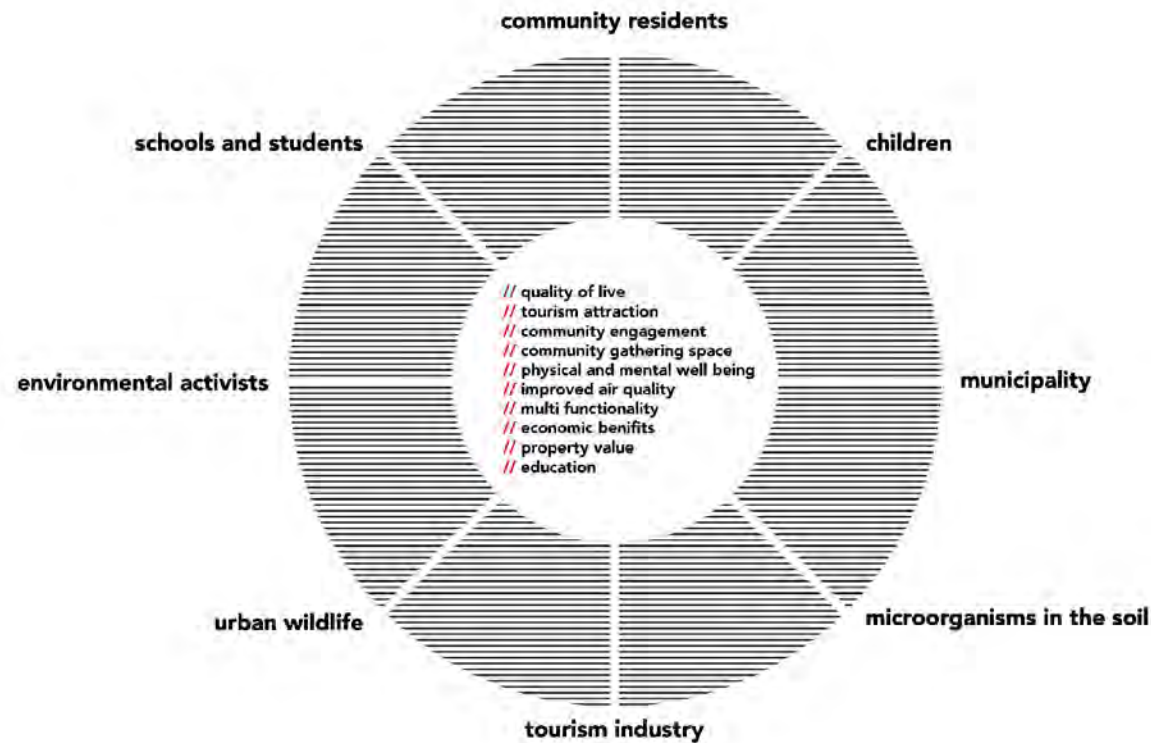 community residents
schools and students
children
// quality of live
// tourism attraction
// community engagement
// community gathering space
// physical and mental well being
// improved air quality
// multi functionality
// economic benifits
// property value
// education
environmental activists
municipality
urban wildlife
microorganisms in the soil
tourism industry